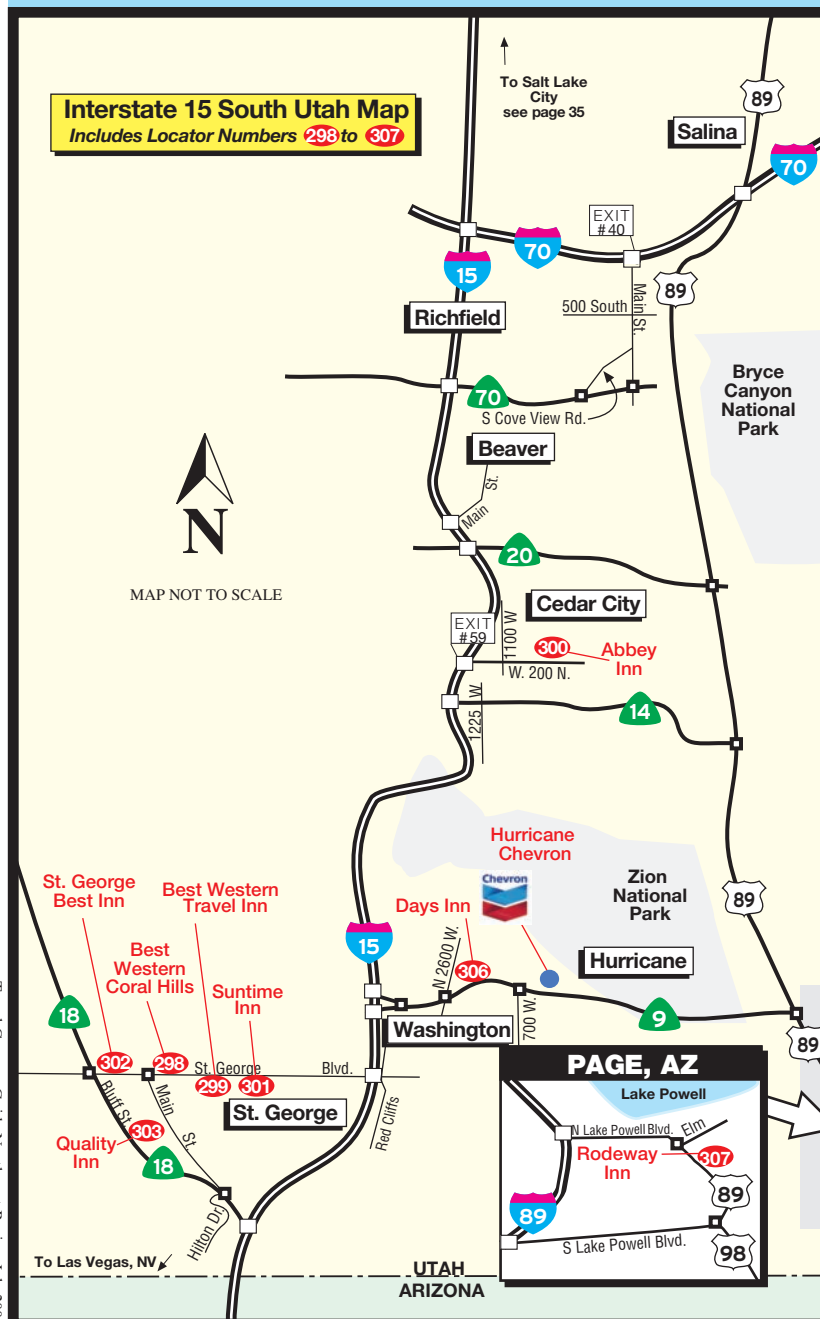 Interstate 15 South Utah Map
Includes Locator Numbers 298 to 307
To Salt Lake
City
see page 35
89
Salina
70
EXIT
#40
70
15
89
Main St.
500 South
Richfield
Bryce
Canyon
National
Park
70
S Cove View Rd.
Beaver
Main St.
N
MAP NOT TO SCALE
20
Cedar City
EXIT
#59
1100 W
300
Abbey
Inn
W. 200 N.
1225 W
14
Hurricane
Chevron
Chevron
Zion
National
Park
St. George
Best Inn
Best Western
Travel Inn
Days Inn
89
15
N 2600 W.
306
Best
Western
Coral Hills
Hurricane
Suntime
Inn
700 W.
18
9
Washington
89
302
298
St. George Blvd.
299
301
Bluff St.
Main St.
St. George
Red Cliffs
303
Quality
Inn
18
Hilton Dr.
PAGE, AZ
Lake Powell
N Lake Powell Blvd.
Elm
Rodeway
Inn
307
89
89
S Lake Powell Blvd.
98
To Las Vegas, NV
UTAH
ARIZONA